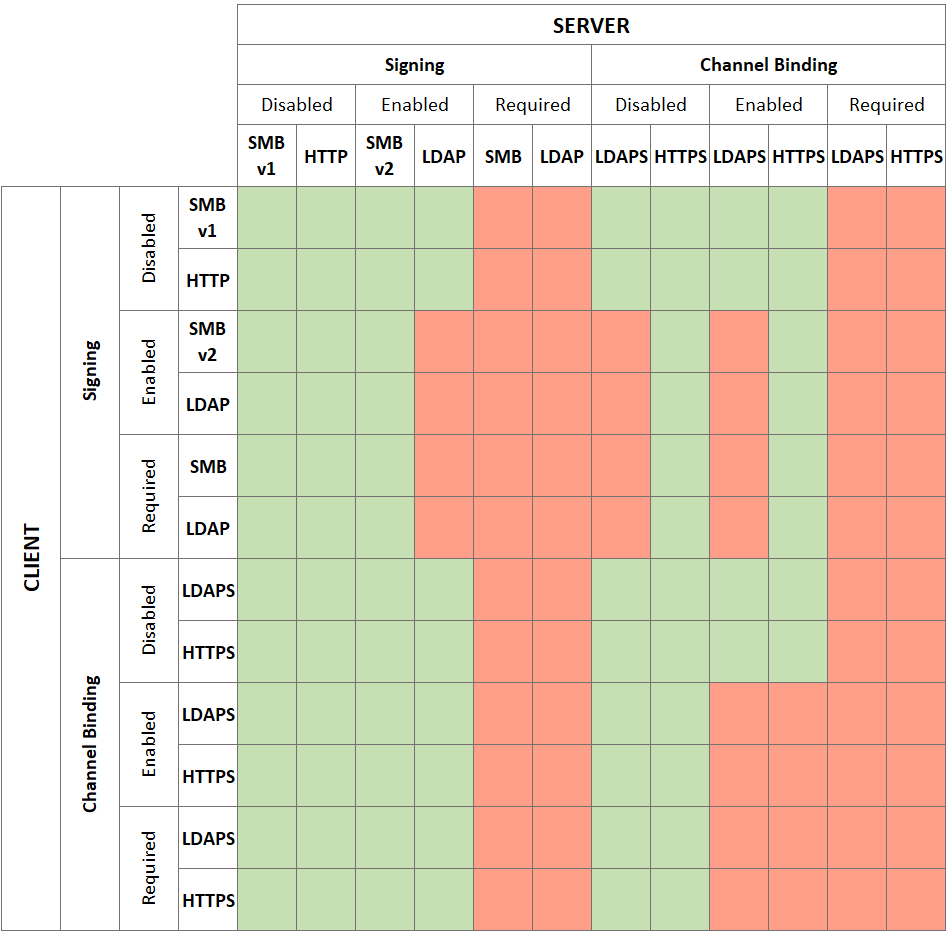 SERVER
Signing
Channel Binding
Disabled
Enabled
Required
Disabled
Enabled
Required
SMB
v1
HTTP
SMB
v2
LDAP
SMB
LDAP
LDAPS
HTTPS
LDAPS
HTTPS
LDAPS
HTTPS
CLIENT
Signing
Disabled
SMB
v1
HTTP
Enabled
SMB
v2
LDAP
Required
SMB
LDAP
Channel Binding
Disabled
LDAPS
HTTPS
Enabled
LDAPS
HTTPS
Required
LDAPS
HTTPS